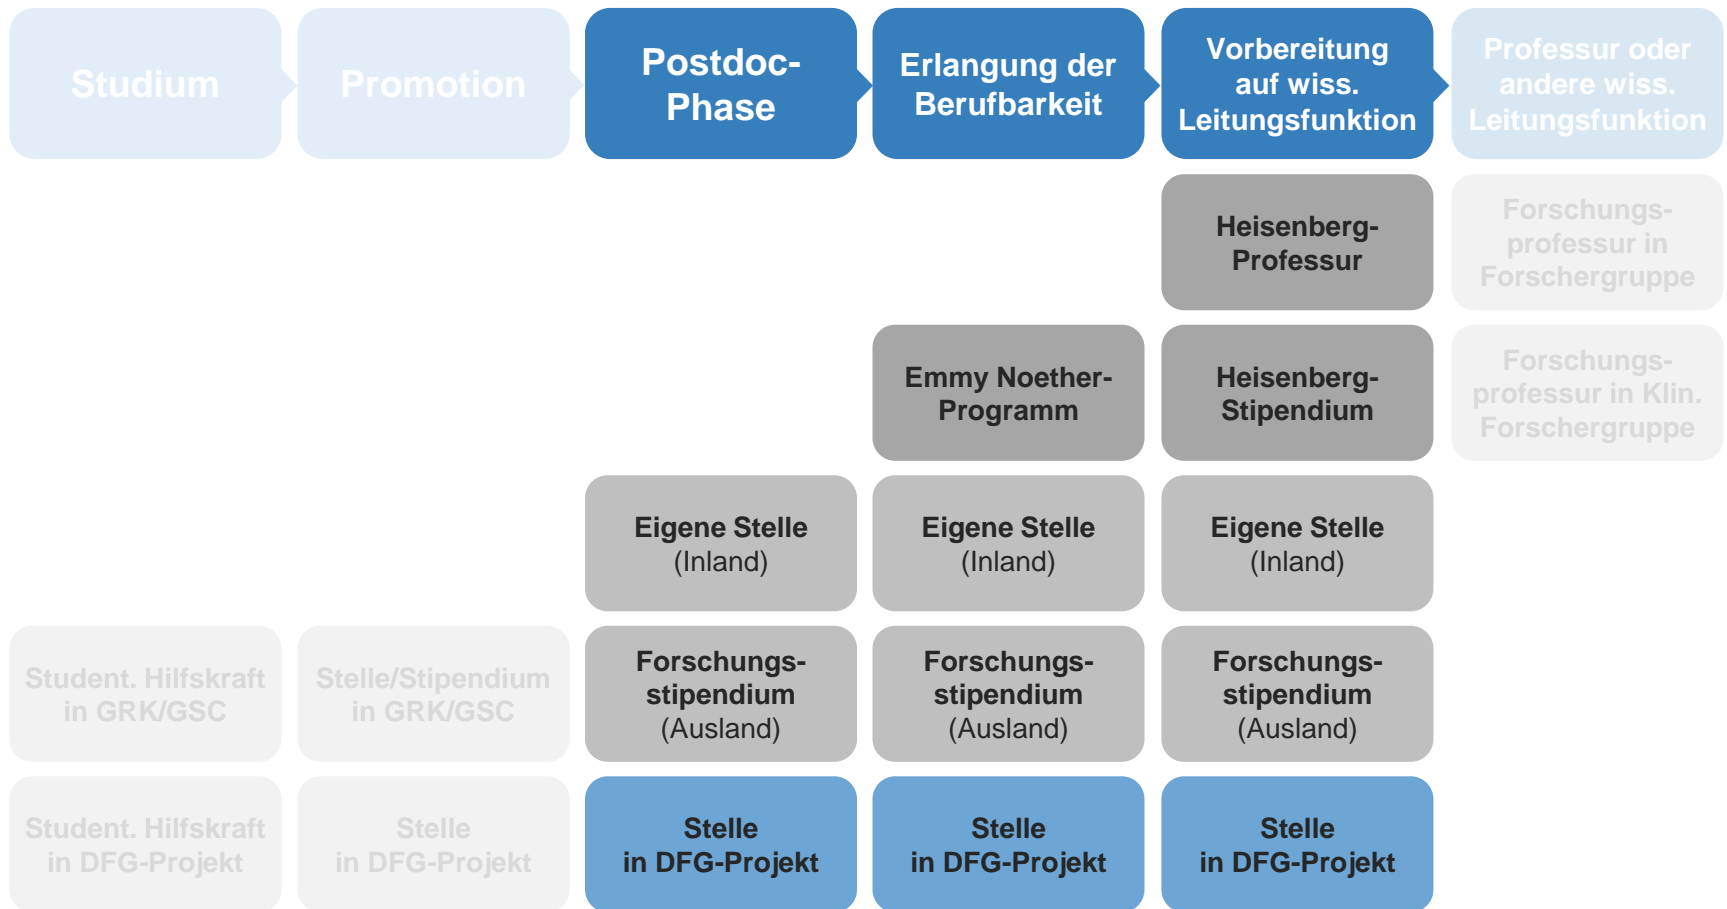 Studium
Promotion
Postdoc-
Phase
Erlangung der
Berufbarkeit
Vorbereitung
auf wiss.
Leitungsfunktion
Professur oder
andere wiss.
Leitungsfunktion
Heisenberg-
Professur
Forschungs-
professur in
Forschergruppe
Emmy Noether-
Programm
Heisenberg-
Stipendium
Forschungs-
professur in Klin.
Forschergruppe
Eigene Stelle
(Inland)
Eigene Stelle
(Inland)
Eigene Stelle
(Inland)
Student. Hilfskraft
in GRK/GSC
Stelle/Stipendium
in GRK/GSC
Forschungs-
stipendium
(Ausland)
Forschungs-
stipendium
(Ausland)
Forschungs-
stipendium
(Ausland)
Student. Hilfskraft
in DFG-Projekt
Stelle
in DFG-Projekt
Stelle
in DFG-Projekt
Stelle
in DFG-Projekt
Stelle
in DFG-Projekt